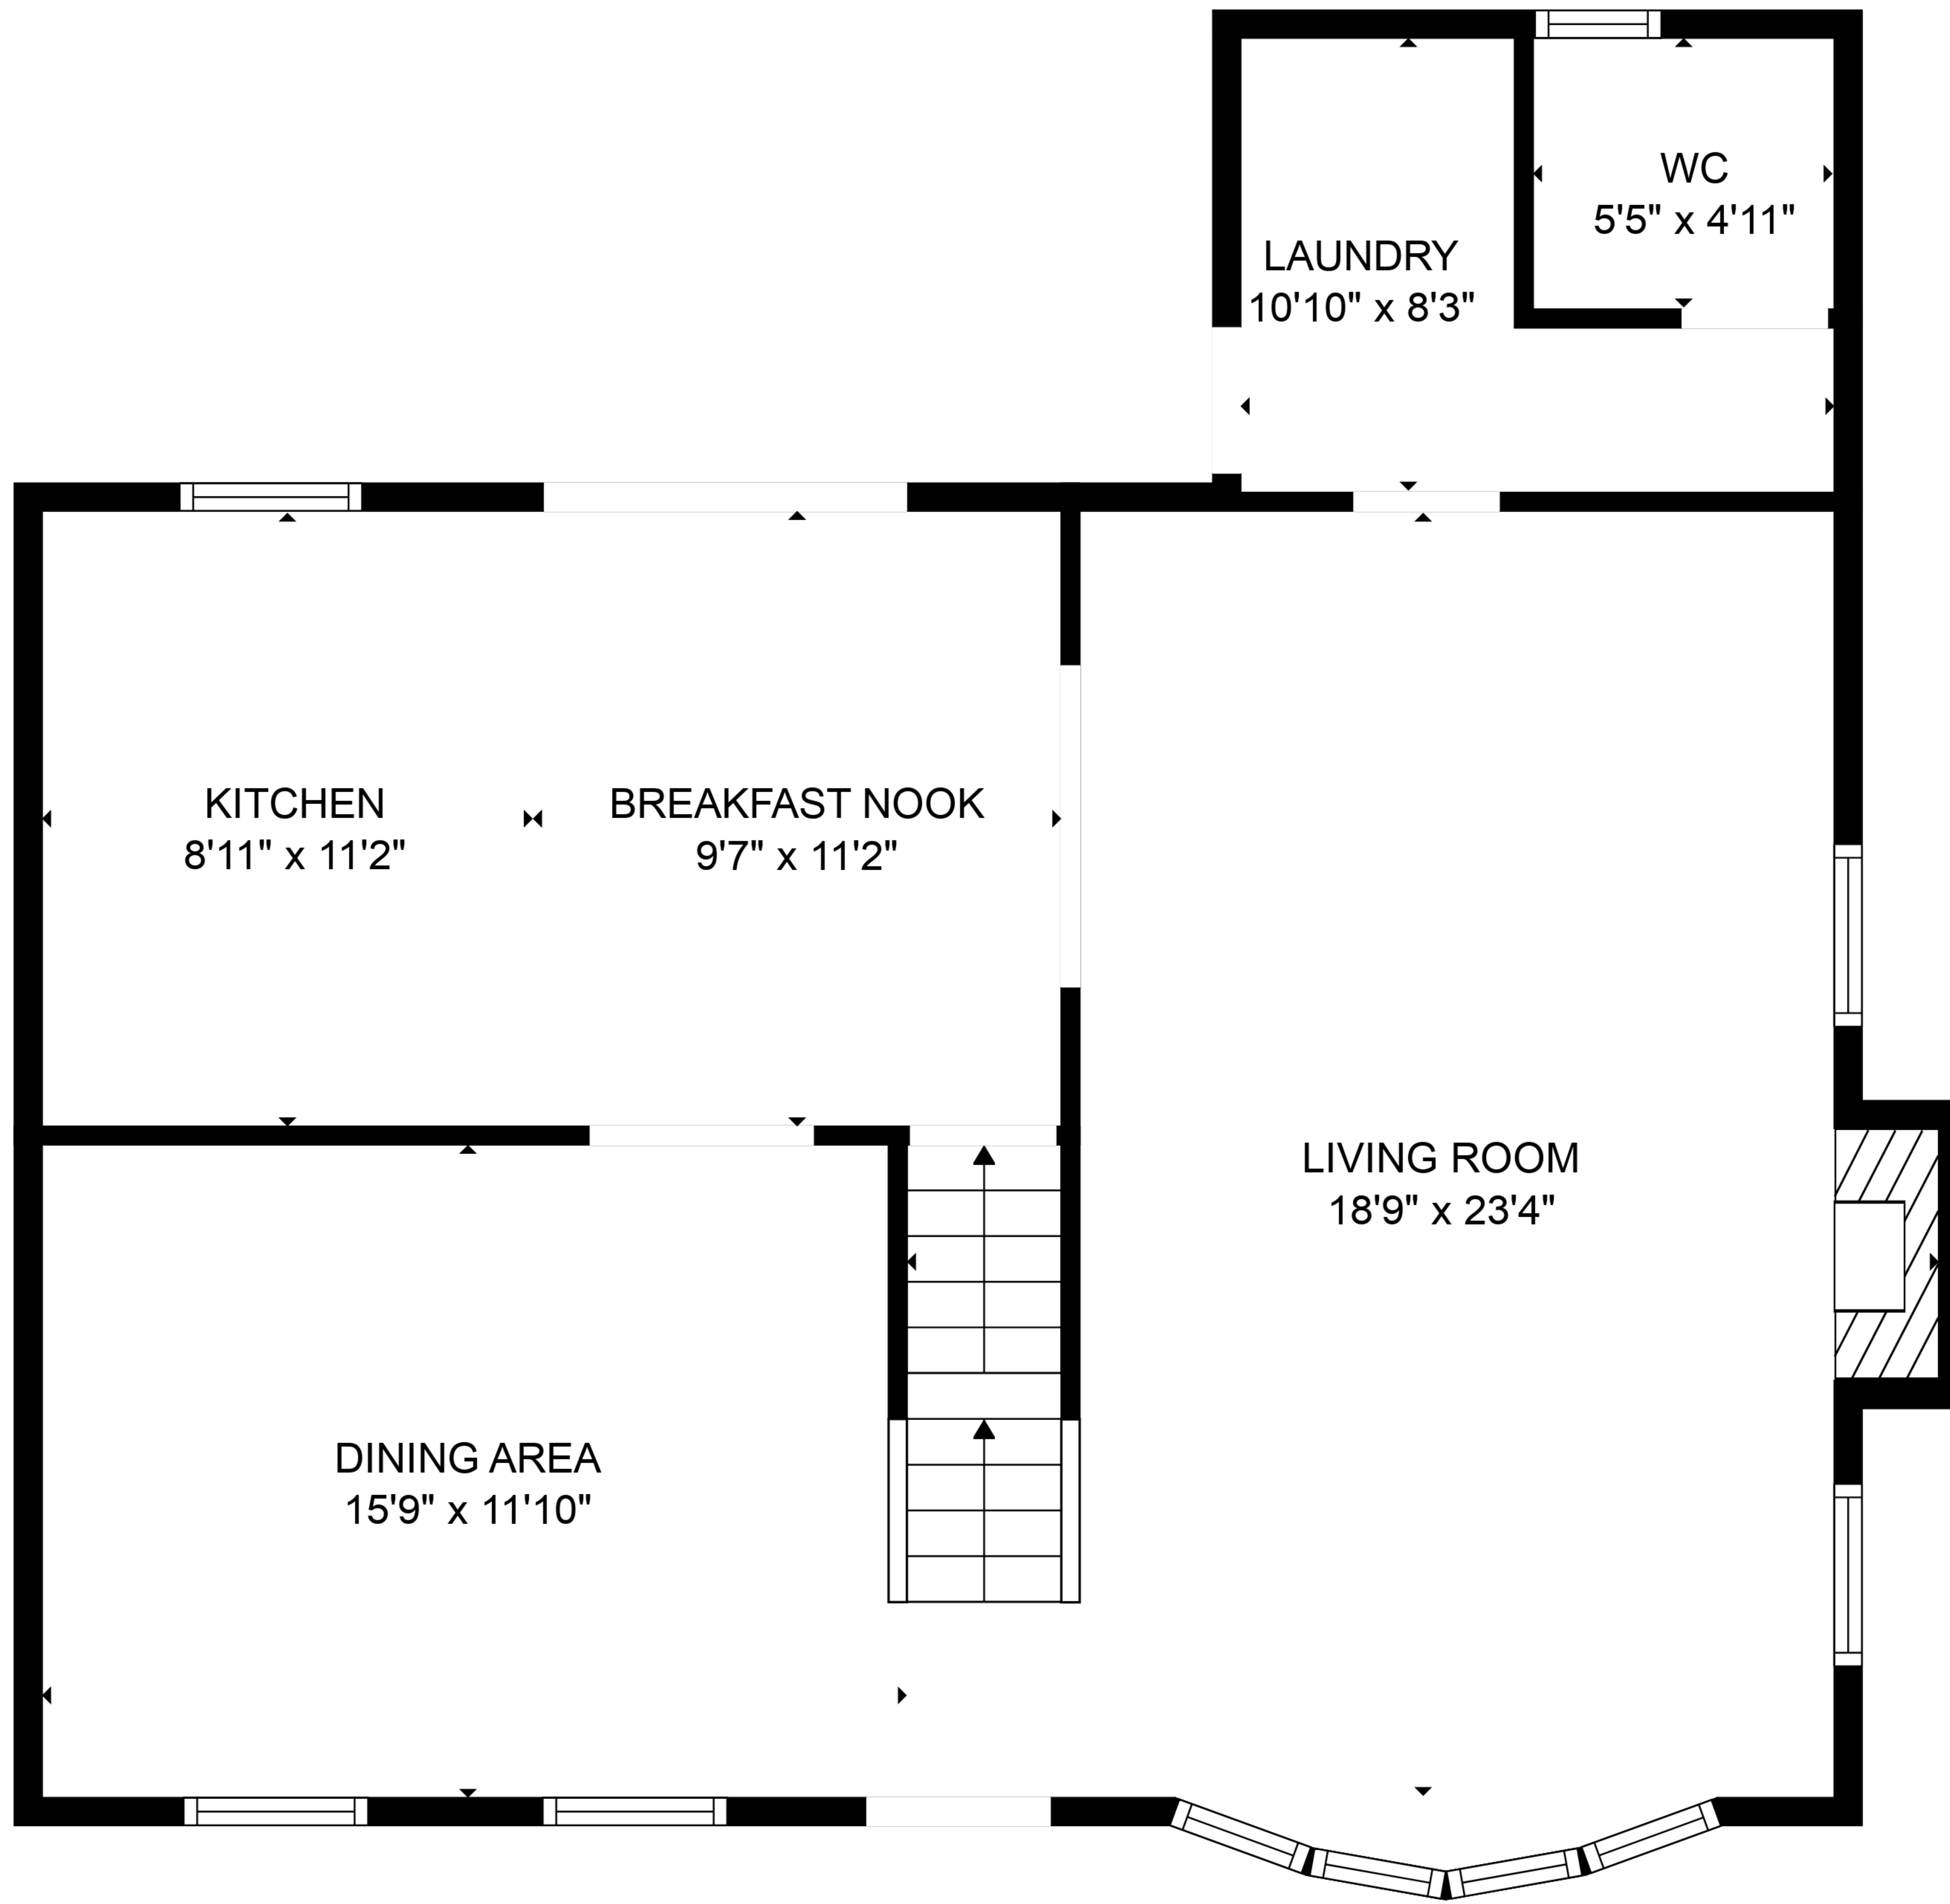 WC
5'5" x 4'11"
LAUNDRY
10'10" x 8'3"
KITCHEN
8'11" x 11'2"
BREAKFAST NOOK
9'7" x 11'2"
LIVING ROOM
18'9" x 23'4"
DINING AREA
15'9" x 11'10"